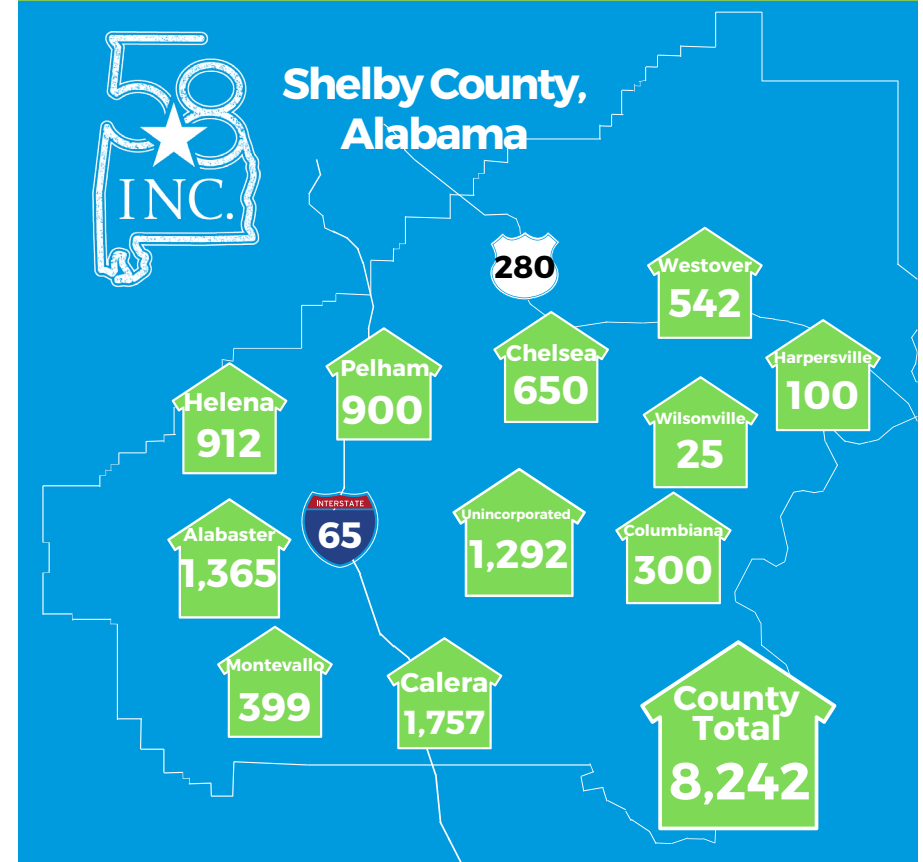 58
INC.
Shelby County,
Alabama
280
Westover
542
Chelsea
650
Harpersville
100
Pelham
900
Helena
912
Wilsonville
25
INTERSTATE
65
Unincorporated
1,292
Columbiana
300
Alabaster
1,365
Montevallo
399
Calera
1,757
County
Total
8,242